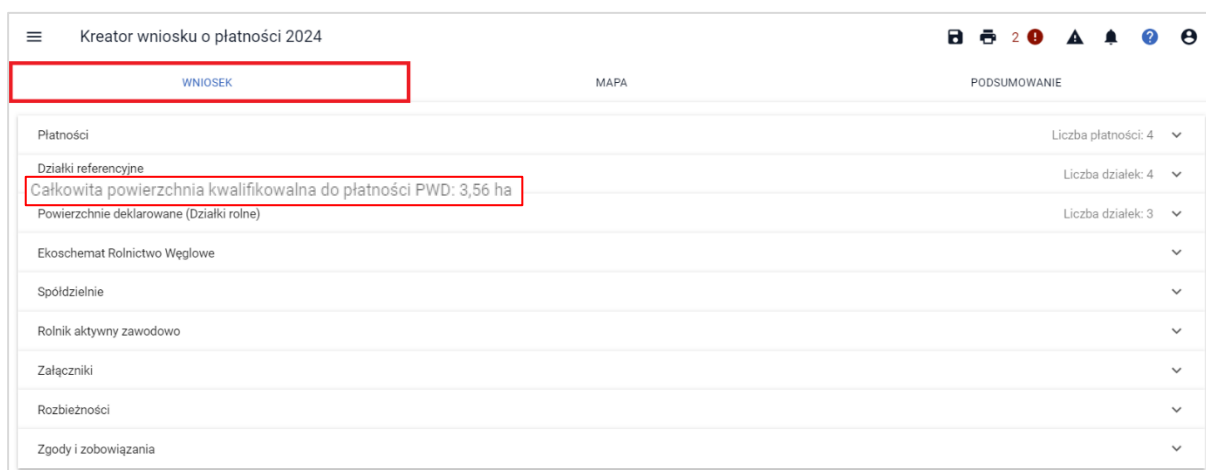 Kreator wniosku o płatności 2024
2
WNIOSEK MAPA PODSUMOWANIE
Płatności Liczba płatności: 4
Działki referencyjne Liczba działek: 4
Całkowita powierzchnia kwalifikowalna do płatności PWD: 3,56 ha
Powierzchnie deklarowane (Działki rolne) Liczba działek: 3
Ekoschemat Rolnictwo Węglowe
Spółdzielnie
Rolnik aktywny zawodowo
Załączniki
Rozbieżności
Zgody i zobowiązania